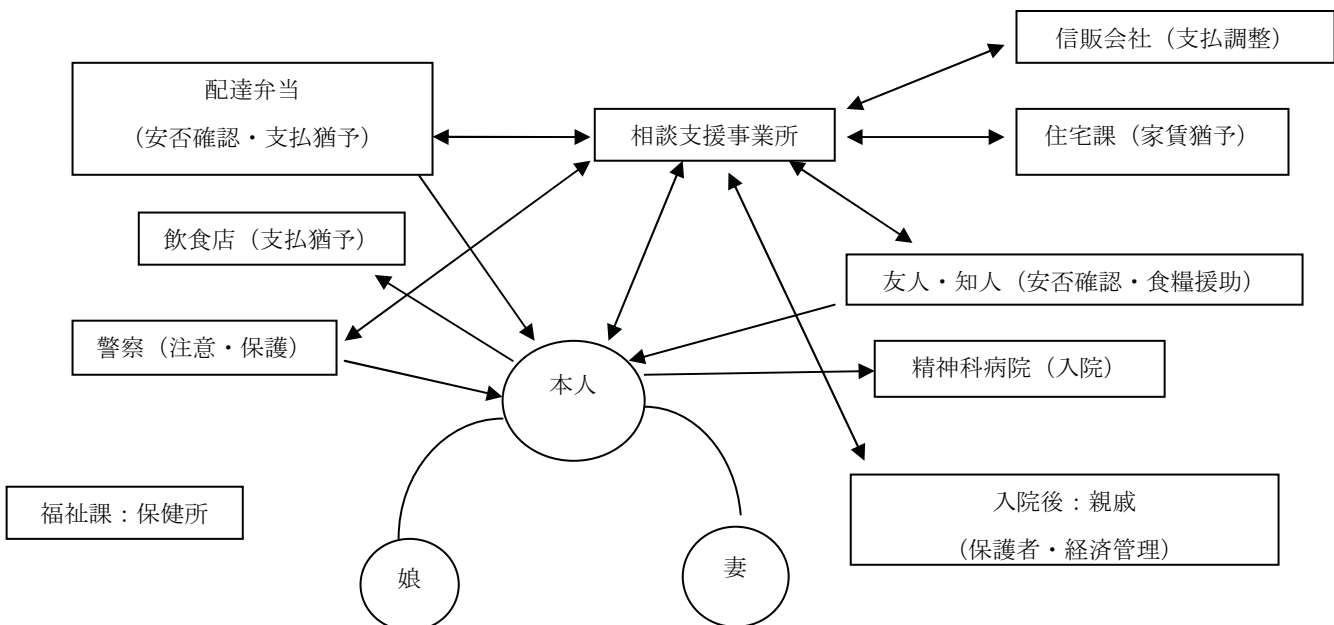 信販会社（支払調整）
配達弁当
（安否確認・支払猶予）
相談支援事業所
住宅課（家賃猶予）
飲食店（支払猶予）
友人・知人（安否確認・食糧援助）
警察（注意・保護）
精神科病院（入院）
本人
福祉課：保健所
入院後：親戚
（保護者・経済管理）
娘
妻